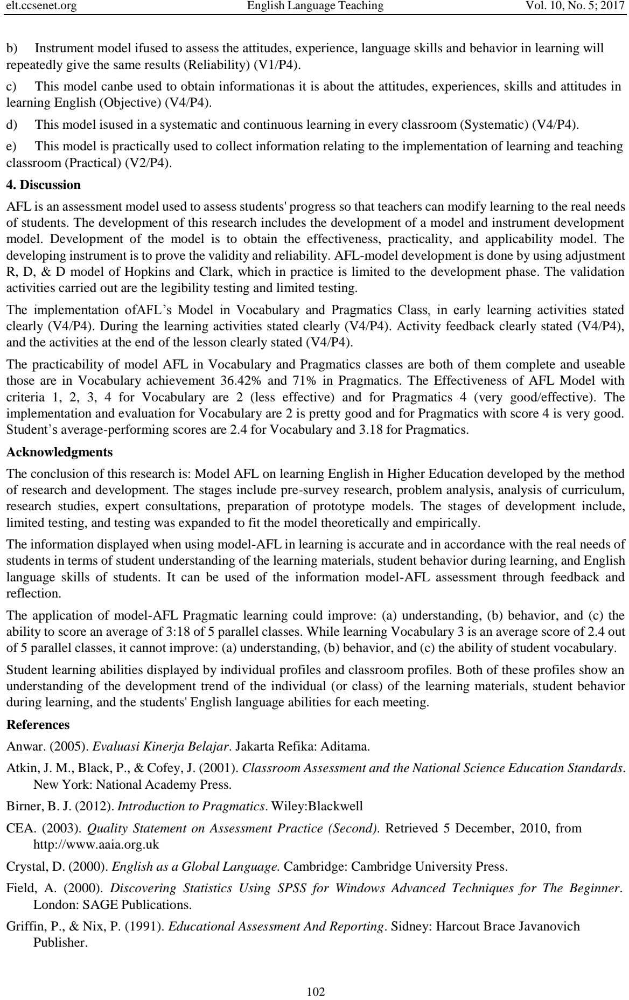 elt.ccsenet.org English Language Teaching Vol. 10, No. 5; 2017
b) Instrument model ifused to assess the attitudes, experience, language skills and behavior in learning will
repeatedly give the same results (Reliability) (V1/P4).
c) This model canbe used to obtain informationas it is about the attitudes, experiences, skills and attitudes in
learning English (Objective) (V4/P4).
d) This model isused in a systematic and continuous learning in every classroom (Systematic) (V4/P4).
e) This model is practically used to collect information relating to the implementation of learning and teaching
classroom (Practical) (V2/P4).
4. Discussion
AFL is an assessment model used to assess students' progress so that teachers can modify learning to the real needs
of students. The development of this research includes the development of a model and instrument development
model. Development of the model is to obtain the effectiveness, practicality, and applicability model. The
developing instrument is to prove the validity and reliability. AFL-model development is done by using adjustment
R, D, & D model of Hopkins and Clark, which in practice is limited to the development phase. The validation
activities carried out are the legibility testing and limited testing.
The implementation ofAFL’s Model in Vocabulary and Pragmatics Class, in early learning activities stated
clearly (V4/P4). During the learning activities stated clearly (V4/P4). Activity feedback clearly stated (V4/P4),
and the activities at the end of the lesson clearly stated (V4/P4).
The practicability of model AFL in Vocabulary and Pragmatics classes are both of them complete and useable
those are in Vocabulary achievement 36.42% and 71% in Pragmatics. The Effectiveness of AFL Model with
criteria 1, 2, 3, 4 for Vocabulary are 2 (less effective) and for Pragmatics 4 (very good/effective). The
implementation and evaluation for Vocabulary are 2 is pretty good and for Pragmatics with score 4 is very good.
Student’s average-performing scores are 2.4 for Vocabulary and 3.18 for Pragmatics.
Acknowledgments
The conclusion of this research is: Model AFL on learning English in Higher Education developed by the method
of research and development. The stages include pre-survey research, problem analysis, analysis of curriculum,
research studies, expert consultations, preparation of prototype models. The stages of development include,
limited testing, and testing was expanded to fit the model theoretically and empirically.
The information displayed when using model-AFL in learning is accurate and in accordance with the real needs of
students in terms of student understanding of the learning materials, student behavior during learning, and English
language skills of students. It can be used of the information model-AFL assessment through feedback and
reflection.
The application of model-AFL Pragmatic learning could improve: (a) understanding, (b) behavior, and (c) the
ability to score an average of 3:18 of 5 parallel classes. While learning Vocabulary 3 is an average score of 2.4 out
of 5 parallel classes, it cannot improve: (a) understanding, (b) behavior, and (c) the ability of student vocabulary.
Student learning abilities displayed by individual profiles and classroom profiles. Both of these profiles show an
understanding of the development trend of the individual (or class) of the learning materials, student behavior
during learning, and the students' English language abilities for each meeting.
References
Anwar. (2005). Evaluasi Kinerja Belajar. Jakarta Refika: Aditama.
Atkin, J. M., Black, P., & Cofey, J. (2001). Classroom Assessment and the National Science Education Standards.
New York: National Academy Press.
Birner, B. J. (2012). Introduction to Pragmatics. Wiley:Blackwell
CEA. (2003). Quality Statement on Assessment Practice (Second). Retrieved 5 December, 2010, from
http://www.aaia.org.uk
Crystal, D. (2000). English as a Global Language. Cambridge: Cambridge University Press.
Field, A. (2000). Discovering Statistics Using SPSS for Windows Advanced Techniques for The Beginner.
London: SAGE Publications.
Griffin, P., & Nix, P. (1991). Educational Assessment And Reporting. Sidney: Harcout Brace Javanovich
Publisher.
102